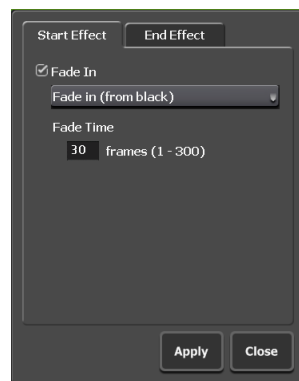 Start Effect End Effect
Fade In
Fade in (from black)
Fade Time
30 frames (1 - 300)
Apply Close